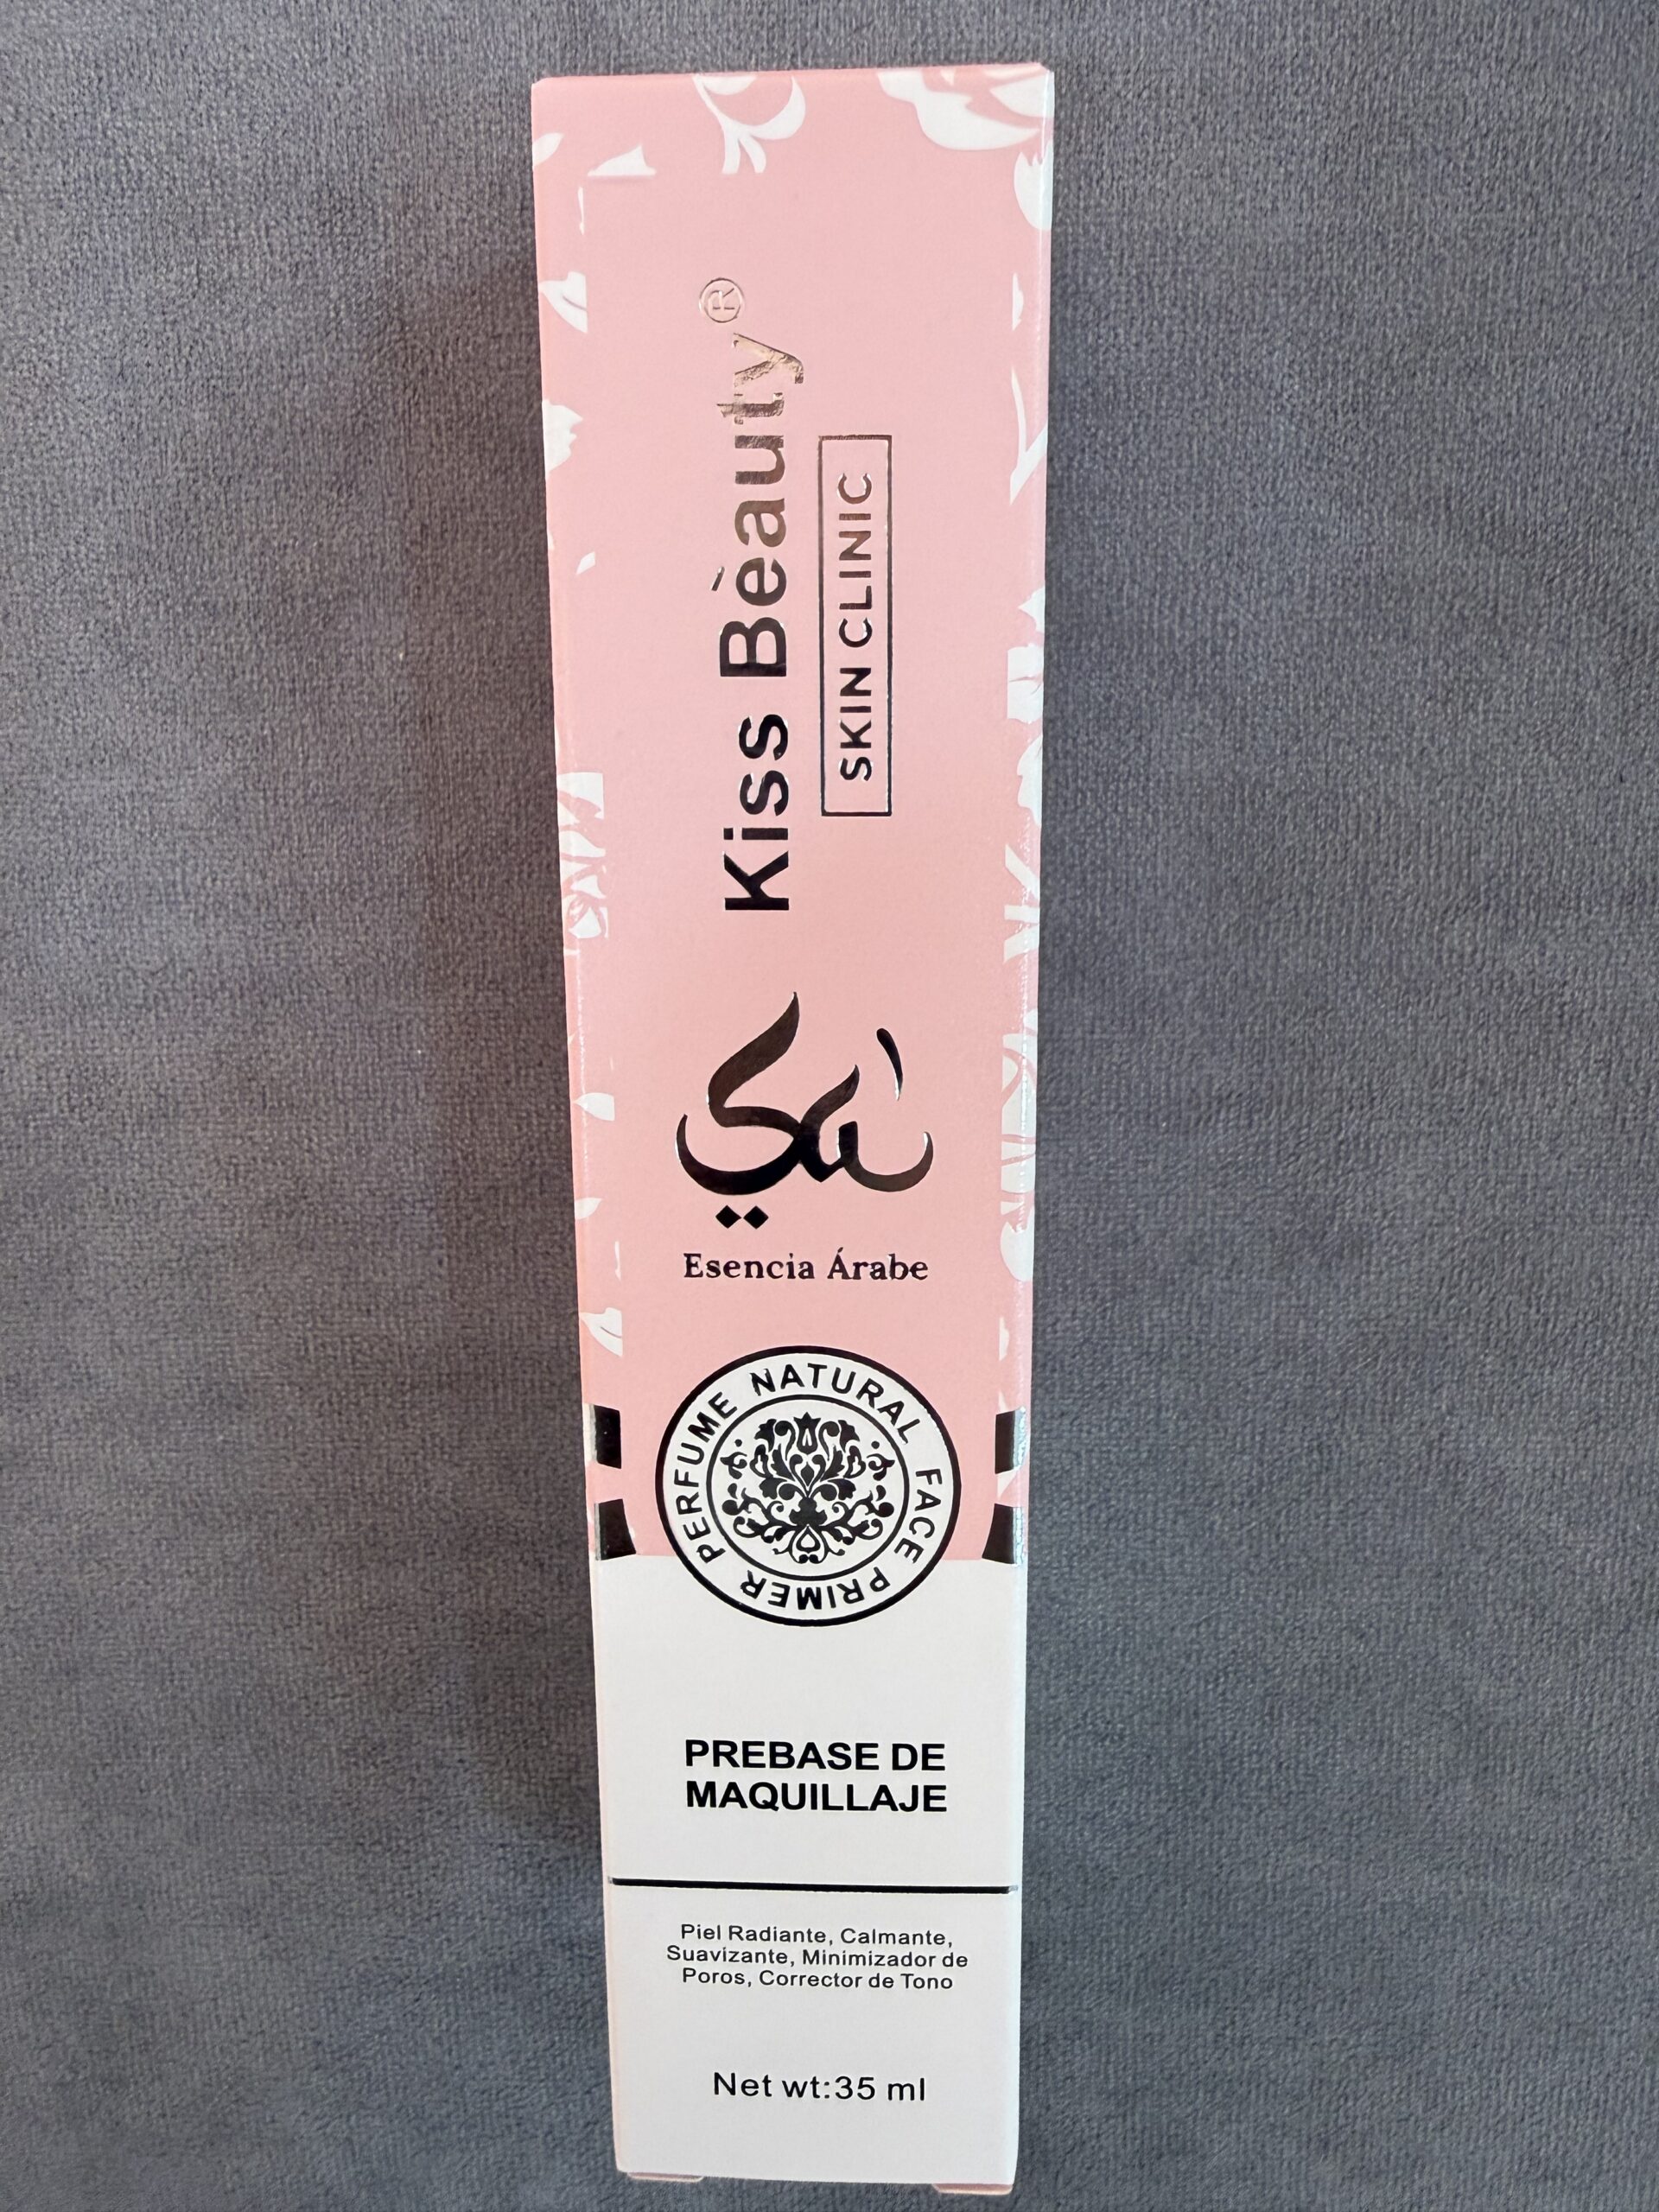 Kiss Bèauty®
SKIN CLINIC
Esencia Árabe
PERFUME NATURAL FACE PRIMER
PREBASE DE
MAQUILLAJE
Piel Radiante, Calmante,
Suavizante, Minimizador de
Poros, Corrector de Tono
Net wt:35 ml